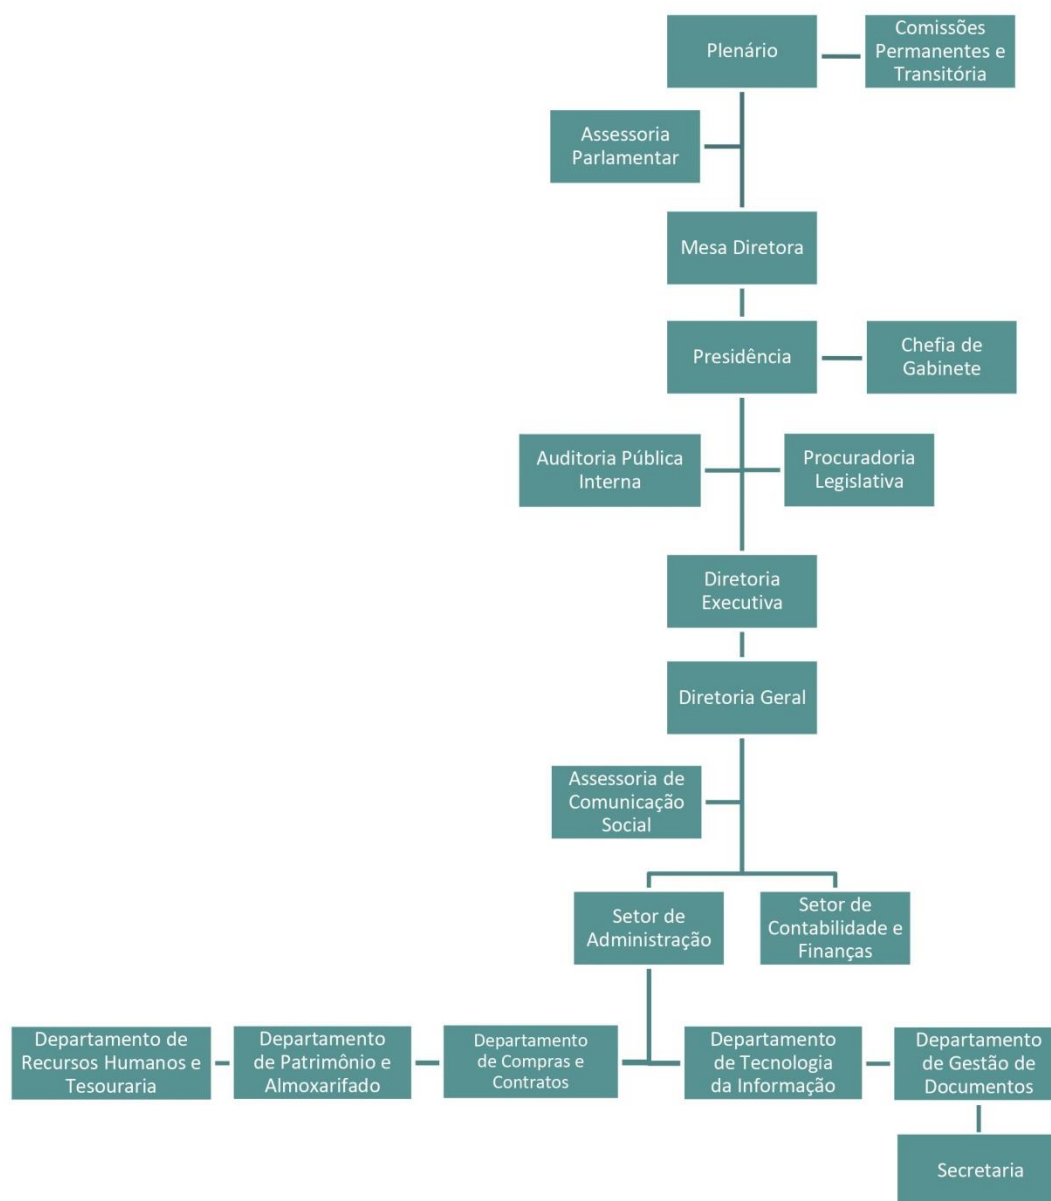 Plenário
Comissões
Permanentes e
Transitória
Assessoria
Parlamentar
Mesa Diretora
Presidência
Chefia de
Gabinete
Auditoria Pública
Interna
Procuradoria
Legislativa
Diretoria
Executiva
Diretoria Geral
Assessoria de
Comunicação
Social
Setor de
Administração
Setor de
Contabilidade e
Finanças
Departamento de
Recursos Humanos e
Tesouraria
Departamento
de Patrimônio e
Almoxarifado
Departamento
de Compras e
Contratos
Departamento
de Tecnologia
da Informação
Departamento
de Gestão de
Documentos
Secretaria